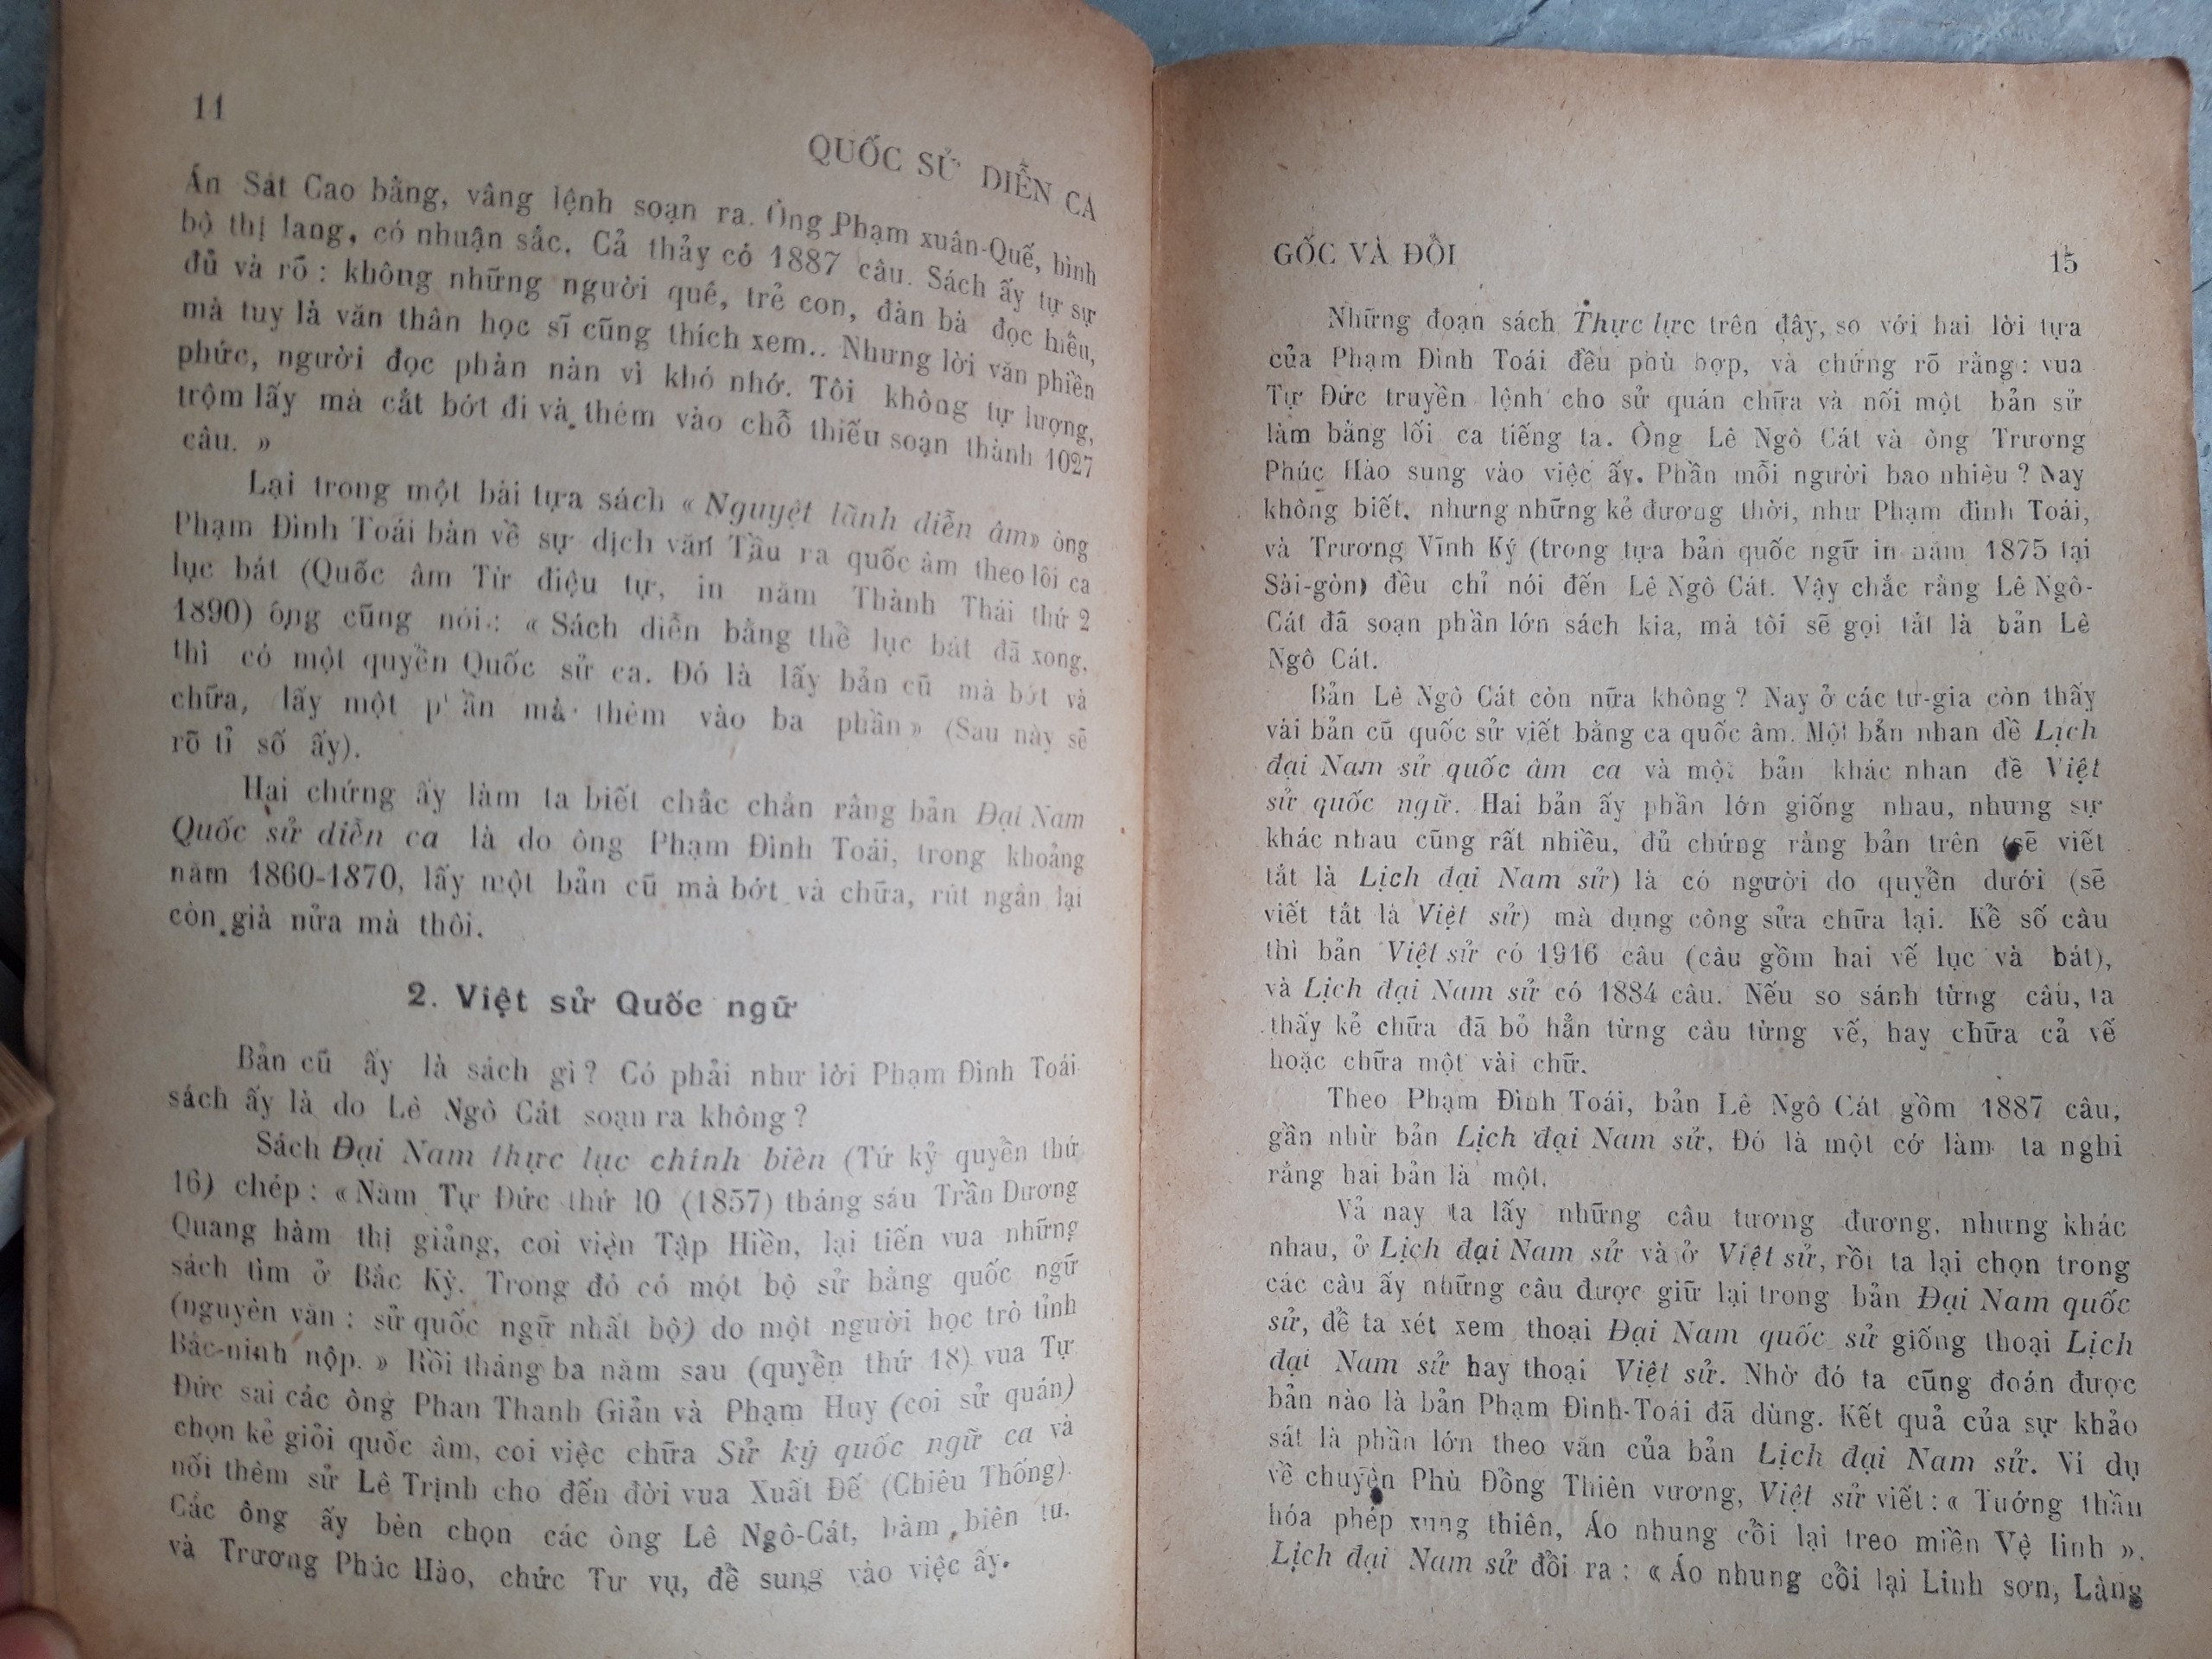 11
QUỐC SỬ DIỄN CA
Án Sát Cao bằng, vâng lệnh soạn ra. Ông Phạm xuân-Quế, bình
bộ thị lang, có nhuận sắc. Cả thảy có 1887 câu. Sách ấy tự sự
đủ và rõ : không những người quê, trẻ con, đàn bà đọc hiểu,
mà tuy là văn thân học sĩ cũng thích xem.. Nhưng lời văn phiền
phức, người đọc phàn nàn vì khó nhớ. Tôi không tự lượng,
trộm lấy mà cắt bớt đi và thêm vào chỗ thiếu soạn thành 1027
câu. »
Lại trong một bài tựa sách « Nguyệt lãnh diễn âm» ông
Phạm Đình Toái bàn về sự dịch văn Tầu ra quốc âm theo lối ca
lục bát (Quốc âm Từ điệu tự, in năm Thành Thái thứ 2
1890) ông cũng nói : « Sách diễn bằng thể lục bát đã xong,
thì có một quyển Quốc sử ca. Đó là lấy bản cũ mà bớt và
chữa, lấy một phần mà thêm vào ba phần » (Sau này sẽ
rõ tỉ số ấy).
Hai chứng ấy làm ta biết chắc chắn rằng bản Đại Nam
Quốc sử diễn ca là do ông Phạm Đình Toái, trong khoảng
năm 1860-1870, lấy một bản cũ mà bớt và chữa, rút ngắn lại
còn già nửa mà thôi.
2. Việt sử Quốc ngữ
Bản cũ ấy là sách gì ? Có phải như lời Phạm Đình Toái
sách ấy là do Lê Ngô Cát soạn ra không ?
Sách Đại Nam thực lục chính biên (Tứ kỷ quyển thứ
16) chép : « Năm Tự Đức thứ 10 (1857) tháng sáu Trần Dương
Quang hàm thị giảng, coi viện Tập Hiền, lại tiến vua những
sách tìm ở Bắc Kỳ. Trong đó có một bộ sử bằng quốc ngữ
(nguyên văn : sử quốc ngữ nhất bộ) do một người học trò tỉnh
Bắc-ninh nộp. » Rồi tháng ba năm sau (quyển thứ 18) vua Tự
Đức sai các ông Phan Thanh Giản và Phạm Huy (coi sử quán)
chọn kẻ giỏi quốc âm, coi việc chữa Sử ký quốc ngữ ca và
nối thêm sử Lê Trịnh cho đến đời vua Xuất Đế (Chiêu Thống).
Các ông ấy bèn chọn các ông Lê Ngô-Cát, hàm biên tu,
và Trương Phúc Hào, chức Tư vụ, để sung vào việc ấy.
GỐC VÀ ĐỔI
15
Những đoạn sách Thực lực trên đây, so với hai lời tựa
của Phạm Đình Toái đều phù hợp, và chứng rõ rằng : vua
Tự Đức truyền lệnh cho sử quán chữa và nối một bản sử
làm bằng lối ca tiếng ta. Ông Lê Ngô Cát và ông Trương
Phúc Hào sung vào việc ấy. Phần mỗi người bao nhiêu ? Nay
không biết, nhưng những kẻ đương thời, như Phạm đình Toái,
và Trương Vĩnh Ký (trong tựa bản quốc ngữ in năm 1875 tại
Sài-gòn) đều chỉ nói đến Lê Ngô Cát. Vậy chắc rằng Lê Ngô-
Cát đã soạn phần lớn sách kia, mà tôi sẽ gọi tắt là bản Lê
Ngô Cát.
Bản Lê Ngô Cát còn nữa không ? Nay ở các tư-gia còn thấy
vài bản cũ quốc sử viết bằng ca quốc âm. Một bản nhan đề Lịch
đại Nam sử quốc âm ca và một bản khác nhan đề Việt
sử quốc ngữ. Hai bản ấy phần lớn giống nhau, nhưng sự
khác nhau cũng rất nhiều, đủ chứng rằng bản trên (sẽ viết
tắt là Lịch đại Nam sử) là có người do quyển dưới (sẽ
viết tắt là Việt sử) mà dụng công sửa chữa lại. Kể số câu
thì bản Việt sử có 1916 câu (câu gồm hai vế lục và bát),
và Lịch đại Nam sử có 1884 câu. Nếu so sánh từng câu, ta
thấy kẻ chữa đã bỏ hẳn từng câu từng vế, hay chữa cả vế
hoặc chữa một vài chữ.
Theo Phạm Đình Toái, bản Lê Ngô Cát gồm 1887 câu,
gần như bản Lịch đại Nam sử. Đó là một cớ làm ta nghi
rằng hai bản là một.
Vả nay ta lấy những câu tương đương, nhưng khác
nhau, ở Lịch đại Nam sử và ở Việt sử, rồi ta lại chọn trong
các câu ấy những câu được giữ lại trong bản Đại Nam quốc
sử, để ta xét xem thoại Đại Nam quốc sử giống thoại Lịch
đại Nam sử hay thoại Việt sử. Nhờ đó ta cũng đoán được
bản nào là bản Phạm Đình-Toái đã dùng. Kết quả của sự khảo
sát là phần lớn theo văn của bản Lịch đại Nam sử. Ví dụ
về chuyện Phù Đổng Thiên vương, Việt sử viết : « Tướng thần
hóa phép xung thiên, Áo nhung cởi lại treo miền Vệ linh ».
Lịch đại Nam sử đổi ra : « Áo nhung cởi lại Linh sơn, Làng